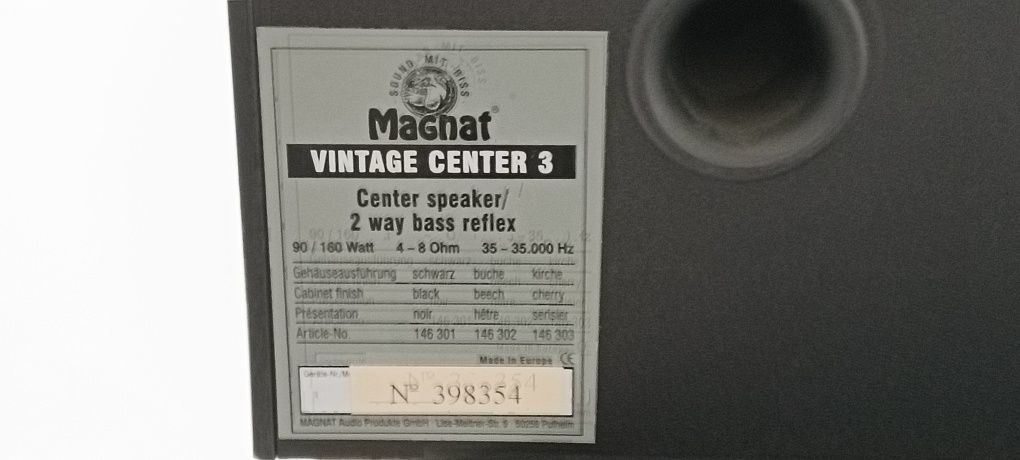 SOUND MIT BISS
Magnat®
VINTAGE CENTER 3
Center speaker/
2 way bass reflex
90 / 160 Watt 4 – 8 Ohm 35 – 35.000 Hz
Gehäuseausführung schwarz buche kirche
Cabinet finish black beech cherry
Présentation noir hêtre serisier
Article-No. 146 301 146 302 146 303
Made in Europe CE
Geräte-Nr./
Nº 398354
MAGNAT Audio Produkte GmBH Lise-Meitner-Str. 9 50259 Pulheim